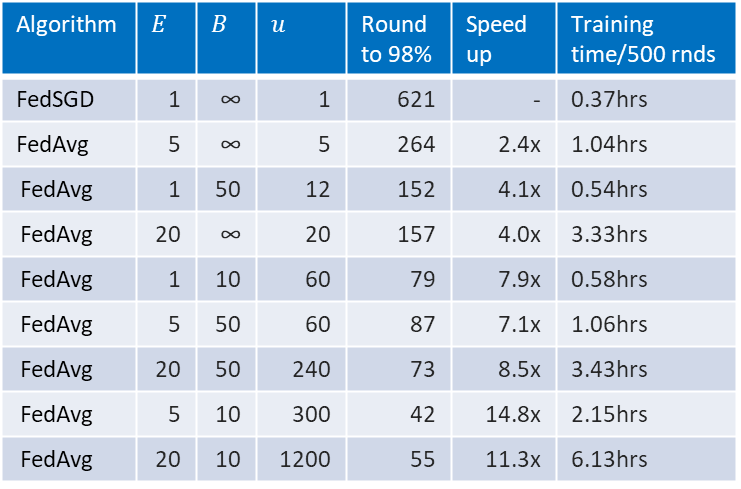 Algorithm E B u Round to 98% Speed up Training time/500 rnds
FedSGD 1 ∞ 1 621 - 0.37hrs
FedAvg 5 ∞ 5 264 2.4x 1.04hrs
FedAvg 1 50 12 152 4.1x 0.54hrs
FedAvg 20 ∞ 20 157 4.0x 3.33hrs
FedAvg 1 10 60 79 7.9x 0.58hrs
FedAvg 5 50 60 87 7.1x 1.06hrs
FedAvg 20 50 240 73 8.5x 3.43hrs
FedAvg 5 10 300 42 14.8x 2.15hrs
FedAvg 20 10 1200 55 11.3x 6.13hrs